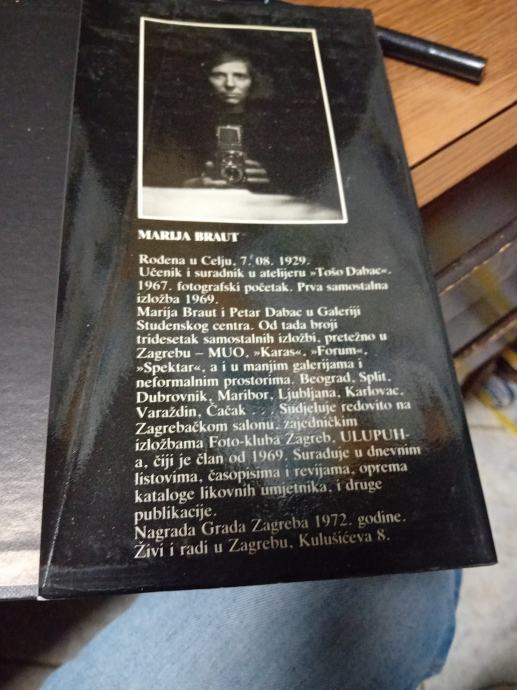 MARIJA BRAUT
Rođena u Celju, 7. 08. 1929.
Učenik i suradnik u atelijeru »Tošo Dabac«.
1967. fotografski početak. Prva samostalna
izložba 1969.
Marija Braut i Petar Dabac u Galeriji
Studenskog centra. Od tada broji
tridesetak samostalnih izložbi, pretežno u
Zagrebu – MUO, »Karas«, »Forum«,
»Spektar«, a i u manjim galerijama i
neformalnim prostorima. Beograd, Split,
Dubrovnik, Maribor, Ljubljana, Karlovac,
Varaždin, Čačak . . . Sudjeluje redovito na
Zagrebačkom salonu, zajedničkim
izložbama Foto-kluba Zagreb, ULUPUH-
a, čiji je član od 1969. Surađuje u dnevnim
listovima, časopisima i revijama, oprema
kataloge likovnih umjetnika, i druge
publikacije.
Nagrada Grada Zagreba 1972. godine.
Živi i radi u Zagrebu, Kulušićeva 8.